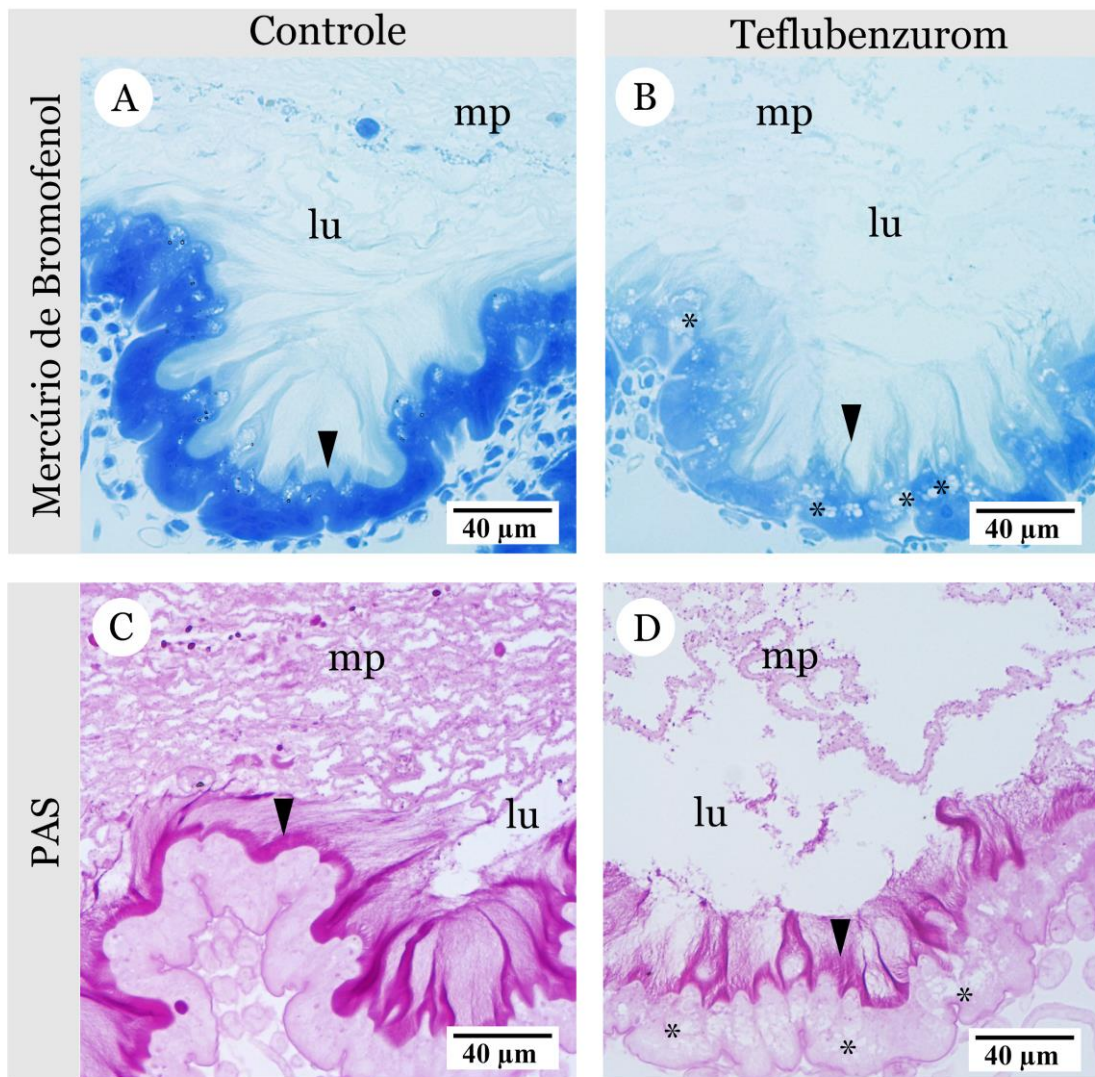 Controle
Teflubenzurom
Mercúrio de Bromofenol
A
mp
lu
40 µm
B
mp
lu
*
*
*
*
40 µm
PAS
C
mp
lu
40 µm
D
mp
lu
*
*
*
40 µm